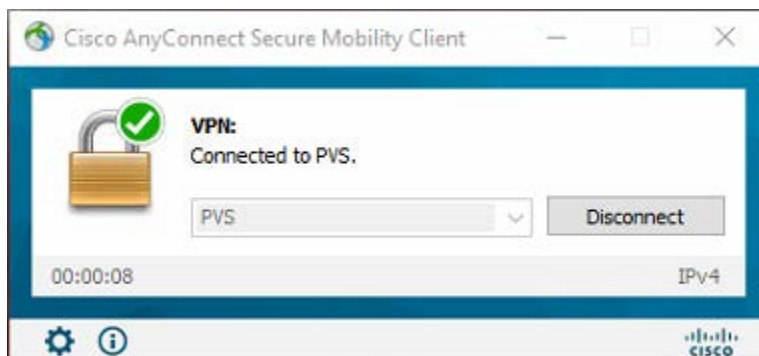 Cisco AnyConnect Secure Mobility Client
VPN:
Connected to PVS.
PVS
Disconnect
00:00:08
IPv4
CISCO